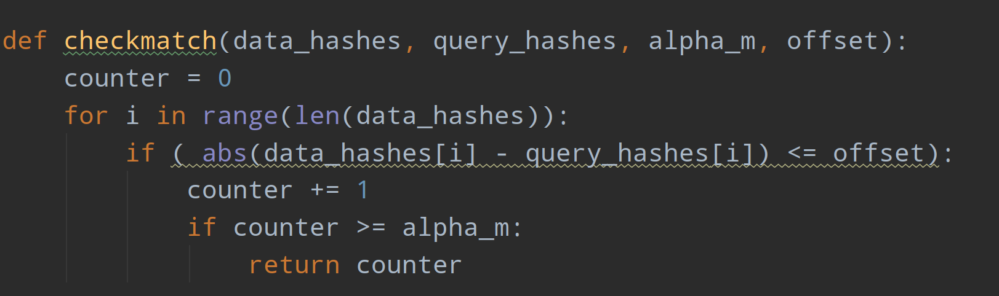 def checkmatch(data_hashes, query_hashes, alpha_m, offset):
    counter = 0
    for i in range(len(data_hashes)):
        if ( abs(data_hashes[i] - query_hashes[i]) <= offset):
            counter += 1
            if counter >= alpha_m:
                return counter